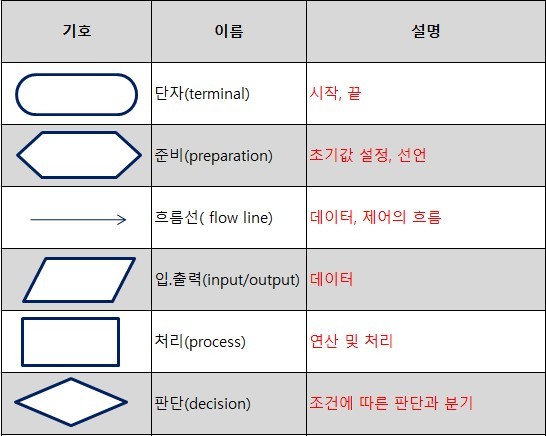 기호 이름 설명
단자(terminal) 시작, 끝
준비(preparation) 초기값 설정, 선언
흐름선( flow line) 데이터, 제어의 흐름
입.출력(input/output) 데이터
처리(process) 연산 및 처리
판단(decision) 조건에 따른 판단과 분기